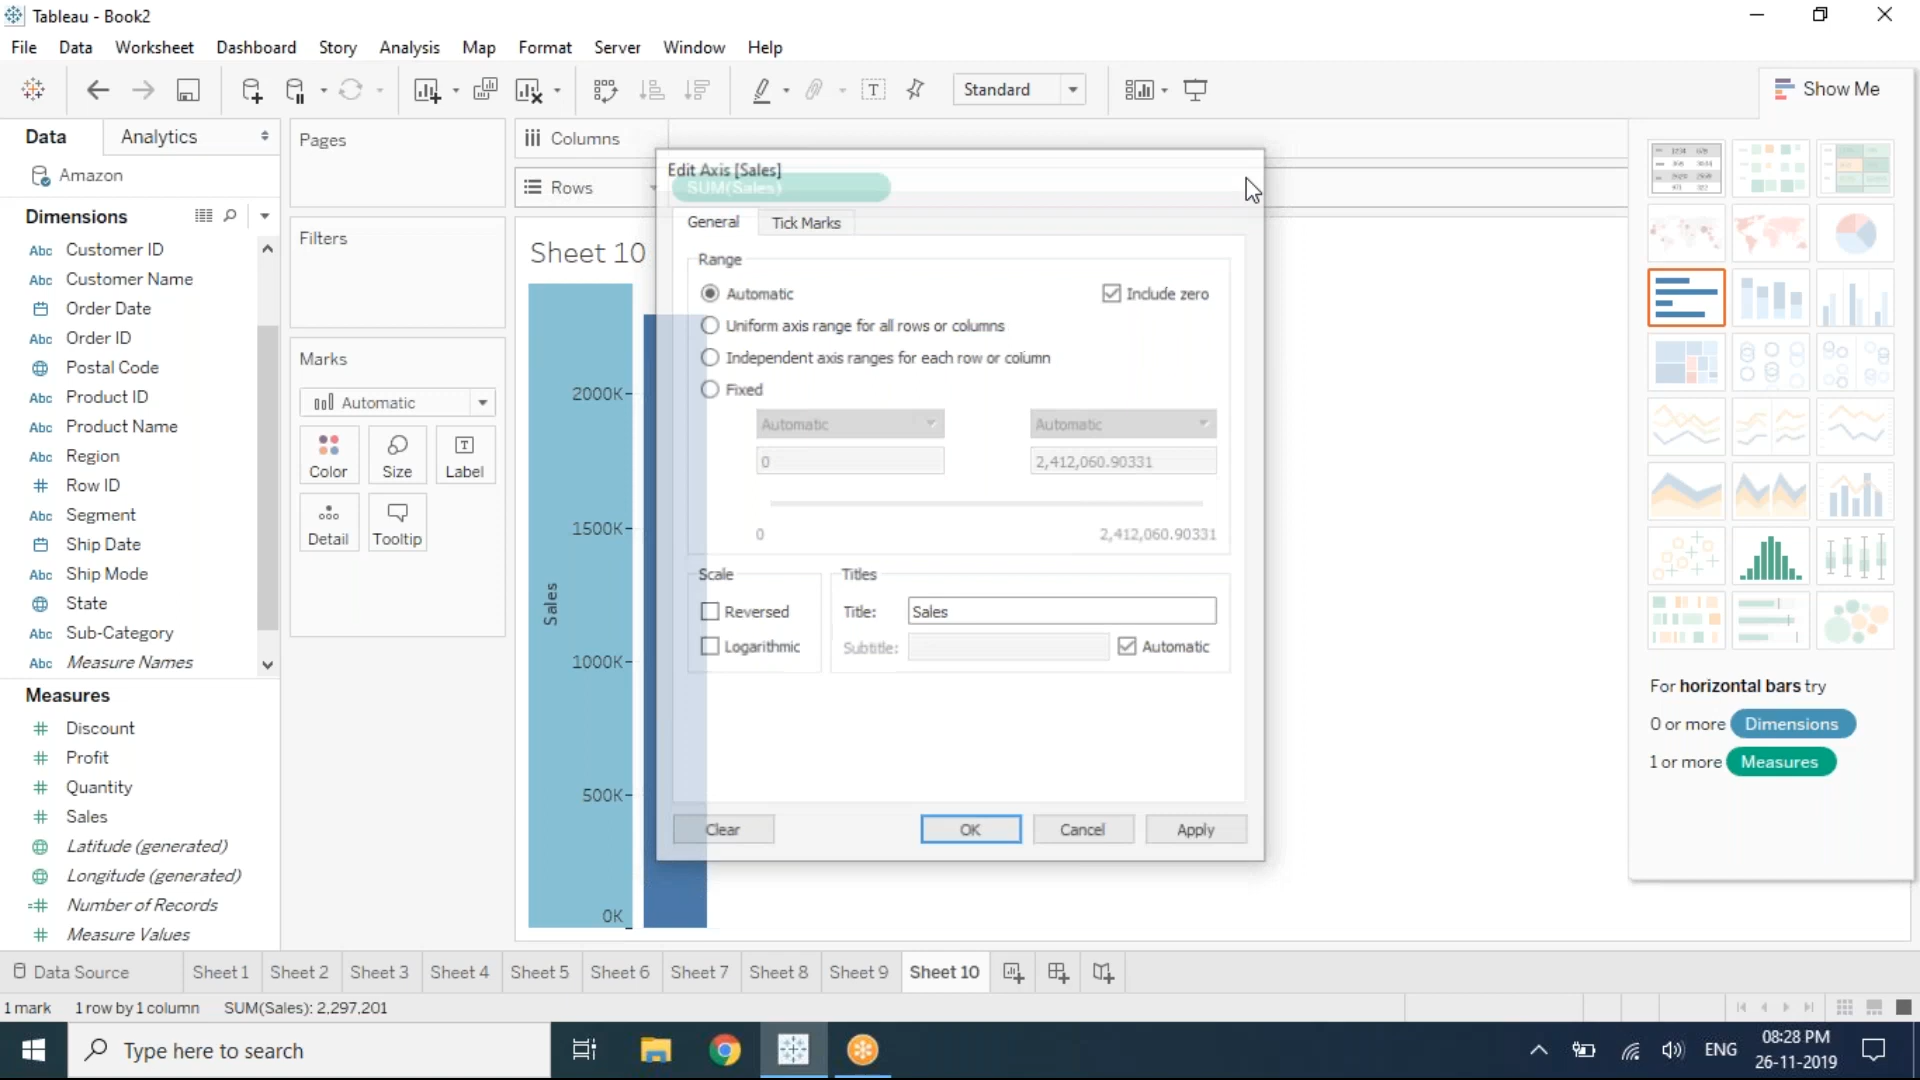 Tableau - Book2
File Data Worksheet Dashboard Story Analysis Map Format Server Window Help
Standard
Show Me
Data Analytics
Pages
Columns
Amazon
Edit Axis [Sales]
Rows
SUM(Sales)
Dimensions
General Tick Marks
Filters
Customer ID
Customer Name
Order Date
Order ID
Postal Code
Product ID
Product Name
Region
Row ID
Segment
Ship Date
Ship Mode
State
Sub-Category
Measure Names
Abc
Abc
Abc
Abc
Abc
Abc
Abc
Abc
Abc
Abc
Marks
Automatic
Color Size Label
Detail Tooltip
Sheet 10
Sales
2000K
1500K
1000K
500K
0K
Range
Automatic Include zero
Uniform axis range for all rows or columns
Independent axis ranges for each row or column
Fixed
Automatic Automatic
0 2,412,060.90331
0 2,412,060.90331
Scale Titles
Reversed Title: Sales
Logarithmic Subtitle: Automatic
Clear OK Cancel Apply
For horizontal bars try
0 or more Dimensions
1 or more Measures
Measures
Discount
Profit
Quantity
Sales
Latitude (generated)
Longitude (generated)
Number of Records
Measure Values
Data Source Sheet 1 Sheet 2 Sheet 3 Sheet 4 Sheet 5 Sheet 6 Sheet 7 Sheet 8 Sheet 9 Sheet 10
1 mark 1 row by 1 column SUM(Sales): 2,297,201
Type here to search
ENG
08:28 PM
26-11-2019